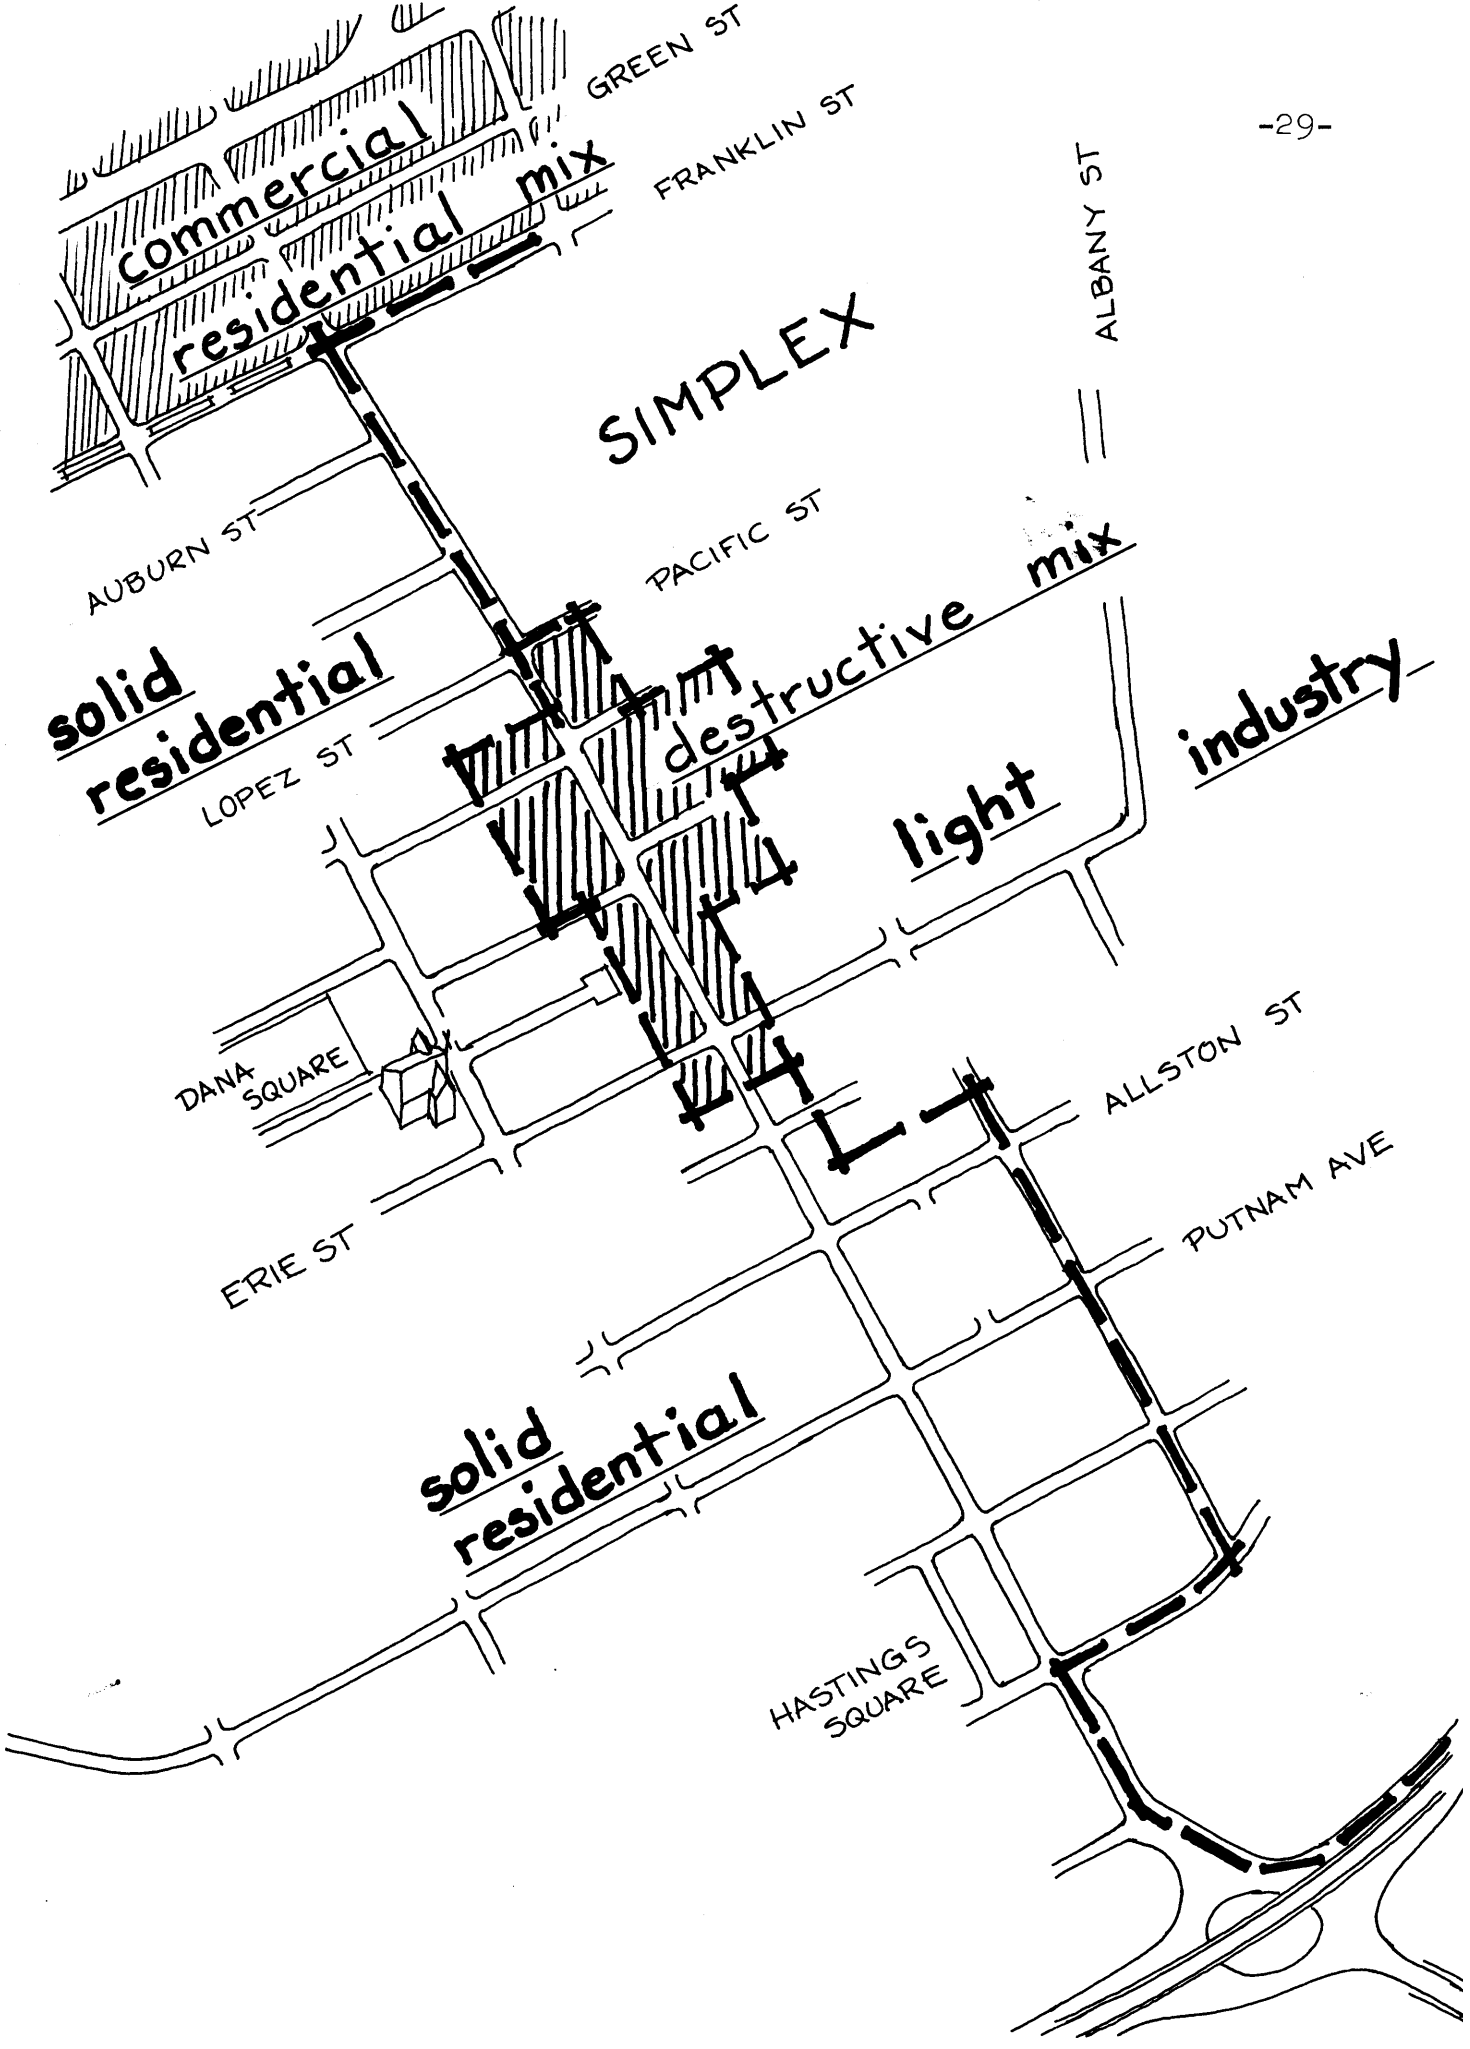 GREEN ST
FRANKLIN ST
-29-
ALBANY ST
commercial
residential mix
SIMPLEX
AUBURN ST
PACIFIC ST
destructive mix
solid
residential
LOPEZ ST
light industry
DANA
SQUARE
ALLSTON ST
PUTNAM AVE
ERIE ST
solid
residential
HASTINGS
SQUARE